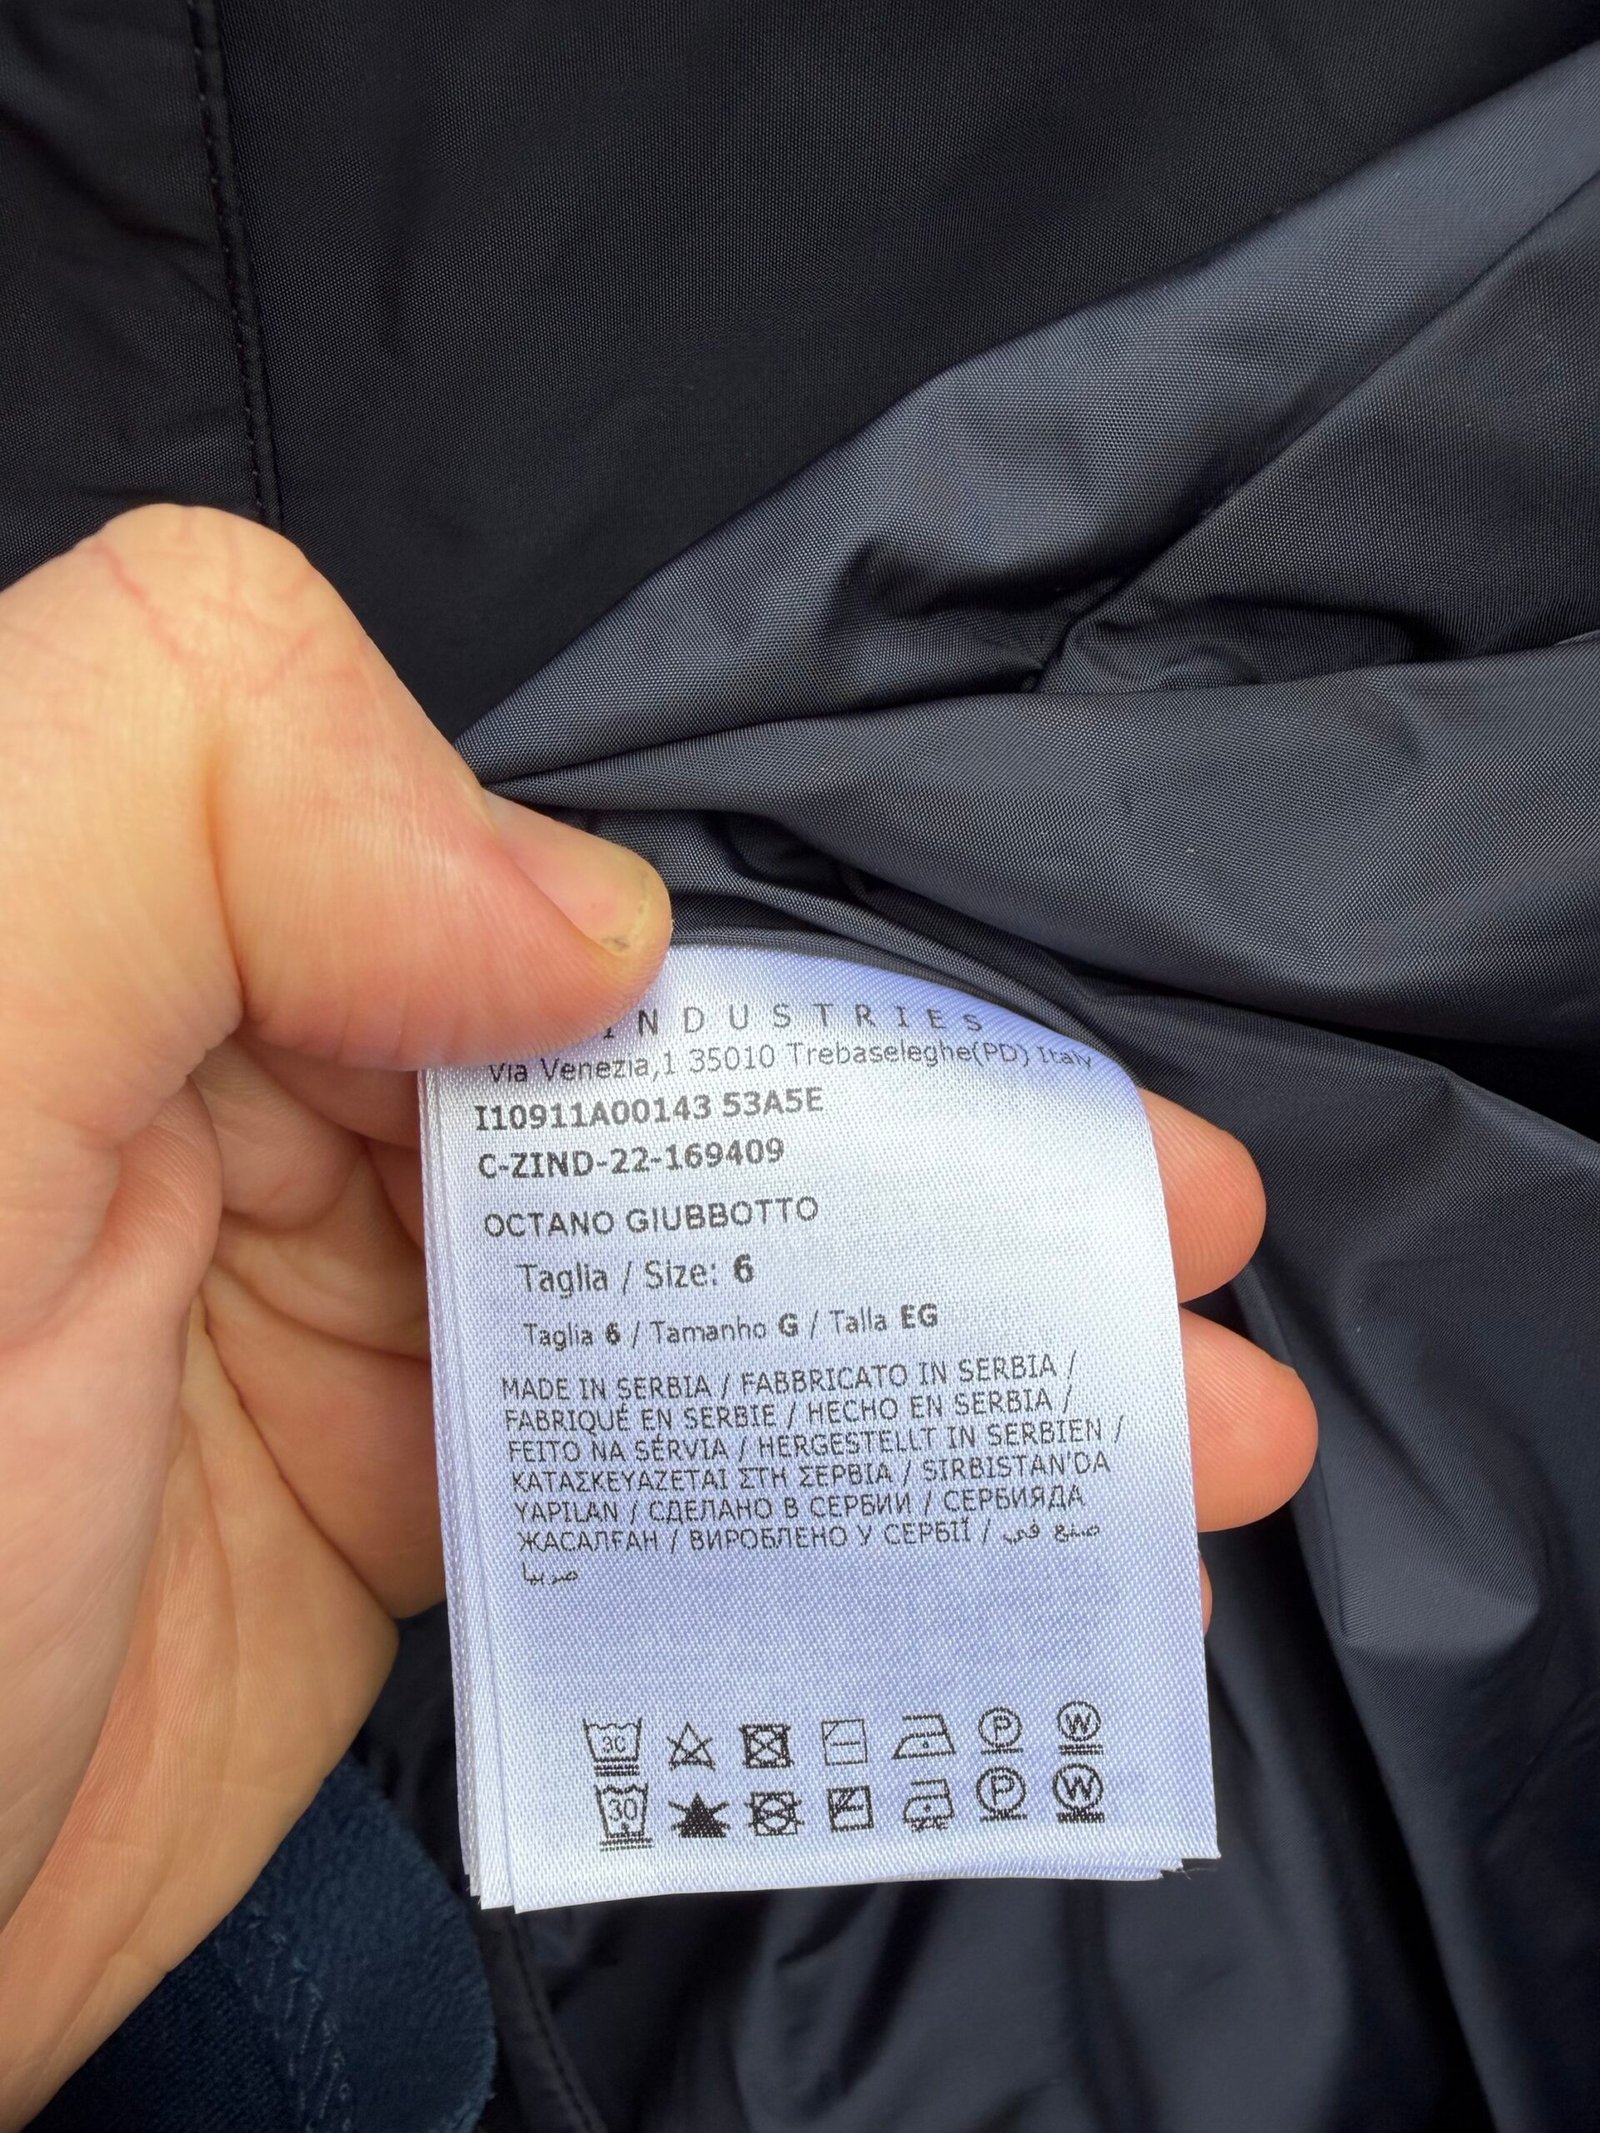 INDUSTRIES
Via Venezia,1 35010 Trebaseleghe(PD) Italy
I10911A00143 53A5E
C-ZIND-22-169409
OCTANO GIUBBOTTO
Taglia / Size: 6
Taglia 6 / Tamanho G / Talla EG
MADE IN SERBIA / FABBRICATO IN SERBIA /
FABRIQUÉ EN SERBIE / HECHO EN SERBIA /
FEITO NA SÉRVIA / HERGESTELLT IN SERBIEN /
ΚΑΤΑΣΚΕΥΑΖΕΤΑΙ ΣΤΗ ΣΕΡΒΙΑ / SIRBISTAN'DA
YAPILAN / СДЕЛАНО В СЕРБИИ / СЕРБИЯДА
ЖАСАЛҒАН / ВИРОБЛЕНО У СЕРБІЇ / صنع في
صربيا
30 P W
30 P W